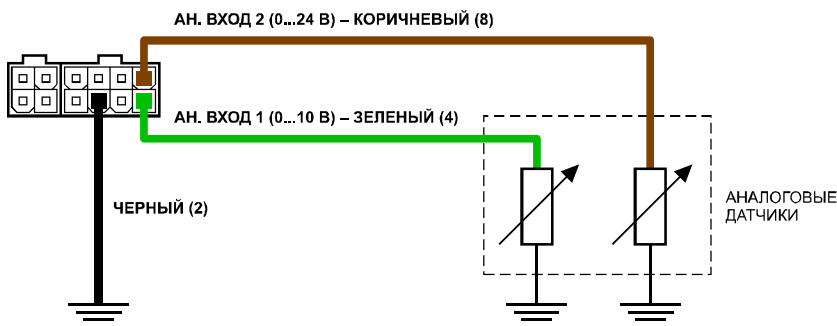 АН. ВХОД 2 (0...24 В) – КОРИЧНЕВЫЙ (8)
АН. ВХОД 1 (0...10 В) – ЗЕЛЕНЫЙ (4)
ЧЕРНЫЙ (2)
АНАЛОГОВЫЕ
ДАТЧИКИ